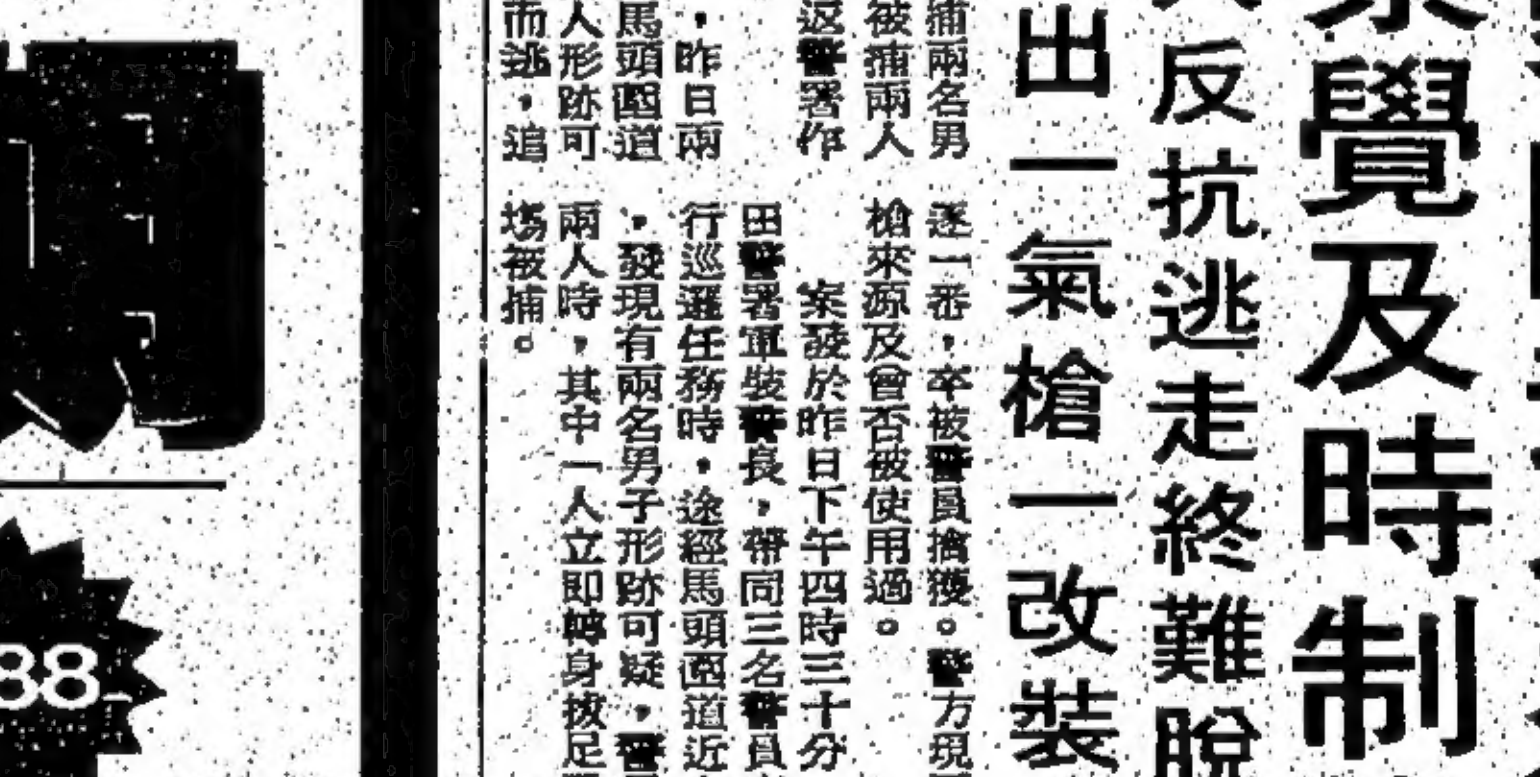 覺及時制
反抗逃走終難脫
出一氣槍一改裝
捕兩名男
被捕兩人
返警署作
，昨日兩
馬頭圍道
人形跡可
而逃，追
逐一番，卒被警員擒獲。警方現
槍來源及曾否被使用過。
案發於昨日下午四時三十分
田警署軍裝警長，帶同三名警員
行巡邏任務時，途經馬頭圍道近
，發現有兩名男子形跡可疑，警
兩人時，其中一人立即轉身拔足
場被捕。
88